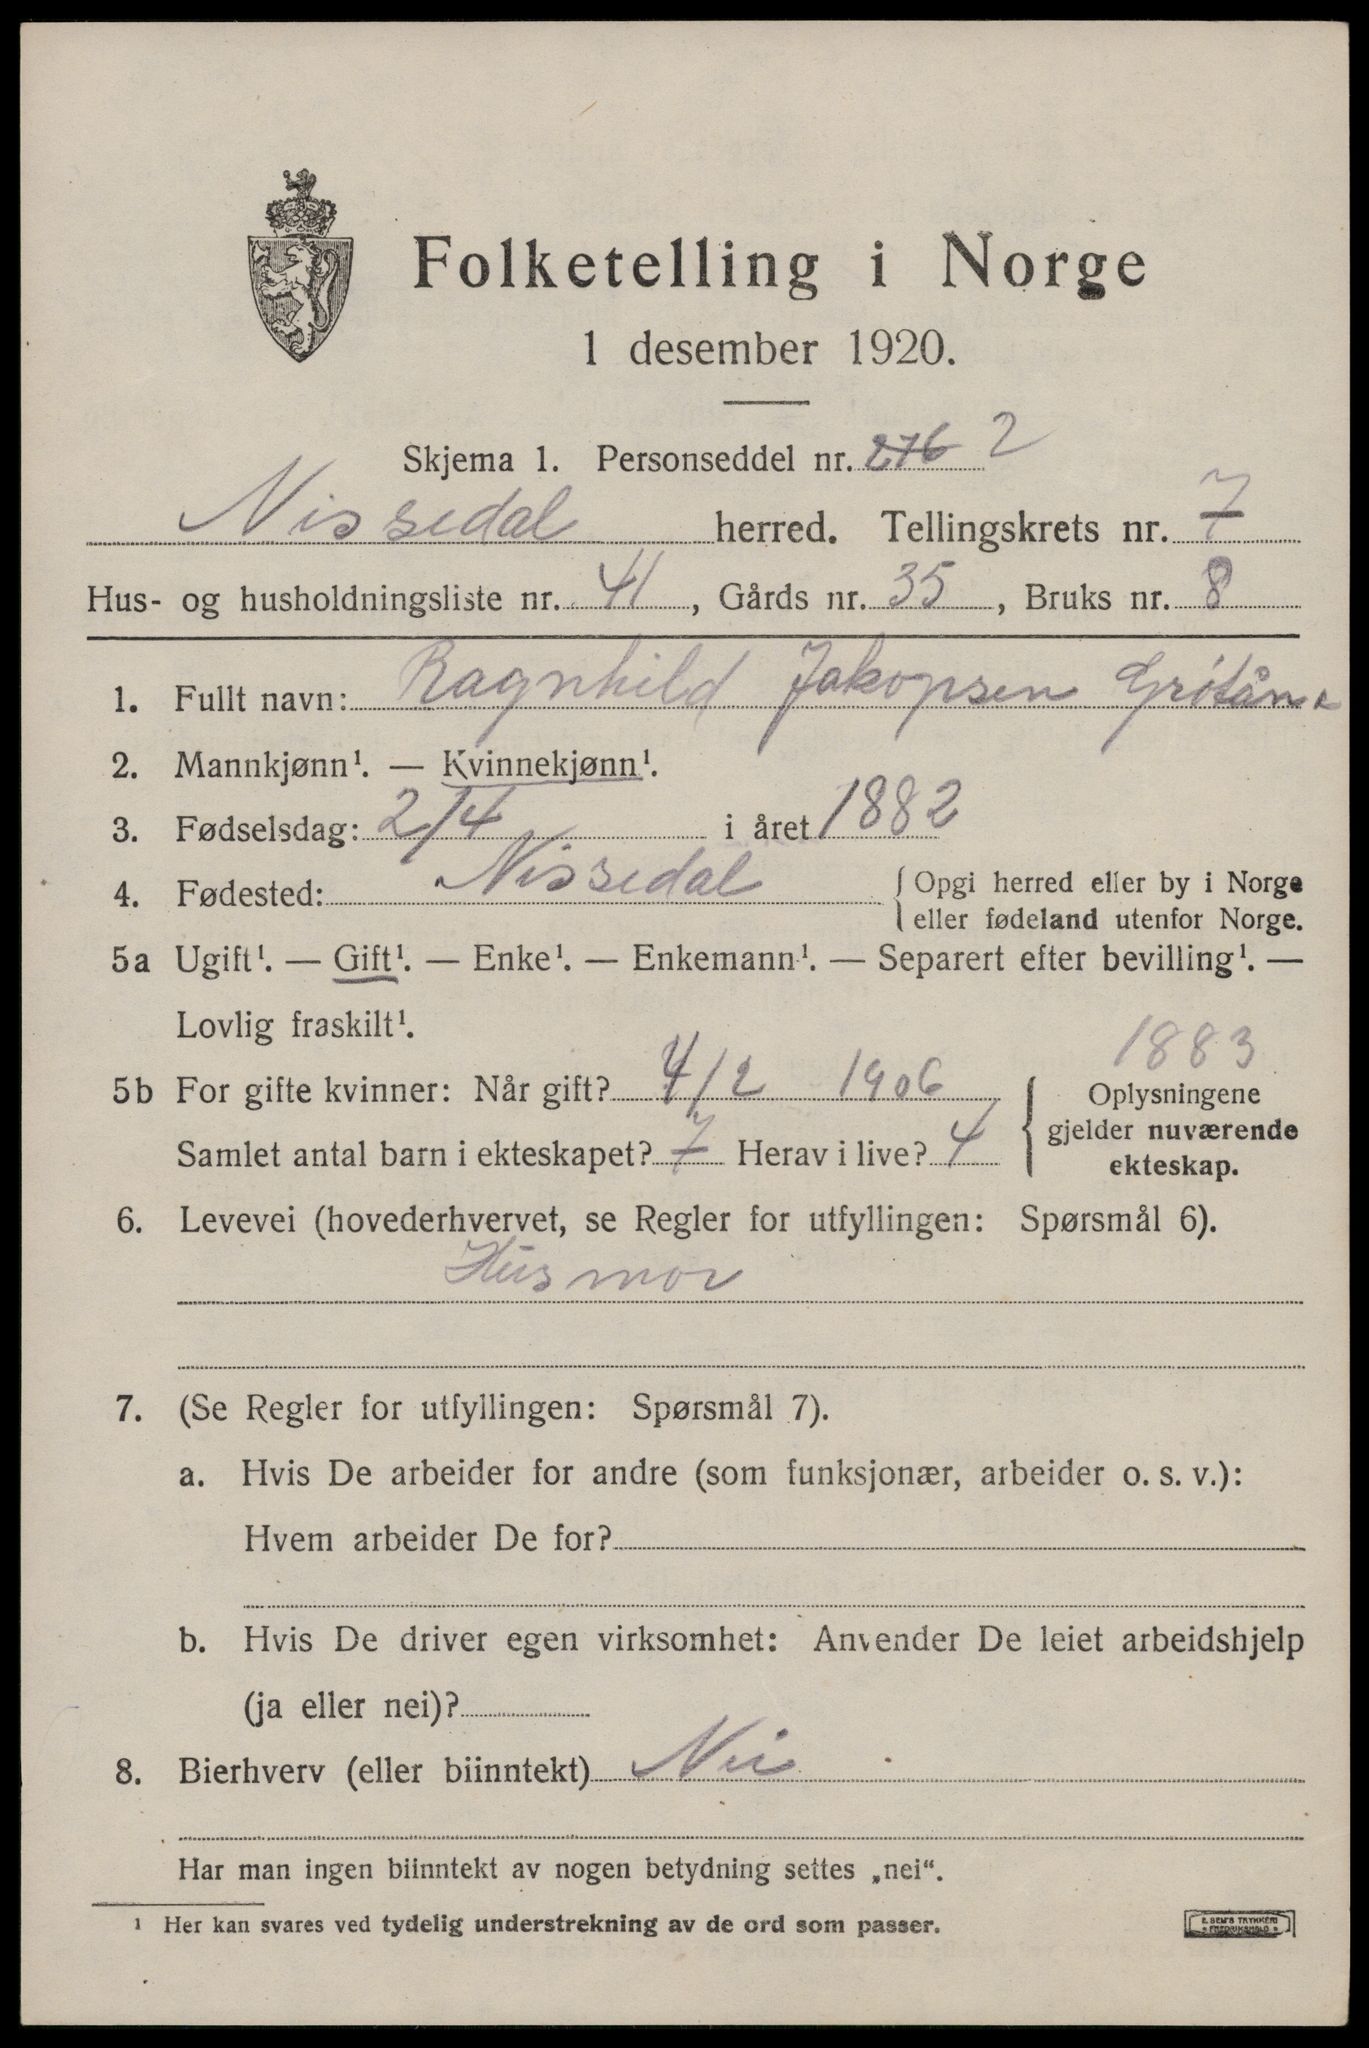 Folketelling i Norge
1 desember 1920.
Skjema 1. Personseddel nr. 276 2
Nissedal herred. Tellingskrets nr. 7
Hus- og husholdningsliste nr. 41, Gårds nr. 35, Bruks nr. 8
1. Fullt navn: Ragnhild Jakopsen Grótån
2. Mannkjønn¹. — Kvinnekjønn¹.
3. Fødselsdag: 2/4 i året 1882
4. Fødested: Nissedal { Opgi herred eller by i Norge
eller fødeland utenfor Norge.
5a Ugift¹. — Gift¹. — Enke¹. — Enkemann¹. — Separert efter bevilling¹. —
Lovlig fraskilt¹.
1883
5b For gifte kvinner: Når gift? 4/2 1906
Samlet antal barn i ekteskapet? 7 Herav i live? 4
{ Oplysningene
gjelder nuværende
ekteskap.
6. Levevei (hovederhvervet, se Regler for utfyllingen: Spørsmål 6).
Husmor
7. (Se Regler for utfyllingen: Spørsmål 7).
a. Hvis De arbeider for andre (som funksjonær, arbeider o. s. v.):
Hvem arbeider De for?
b. Hvis De driver egen virksomhet: Anvender De leiet arbeidshjelp
(ja eller nei)?
8. Bierhverv (eller biinntekt) Nei
Har man ingen biinntekt av nogen betydning settes „nei“.
¹ Her kan svares ved tydelig understrekning av de ord som passer.
E. SEM'S TRYKKERI
• FREDRIKSHALD •